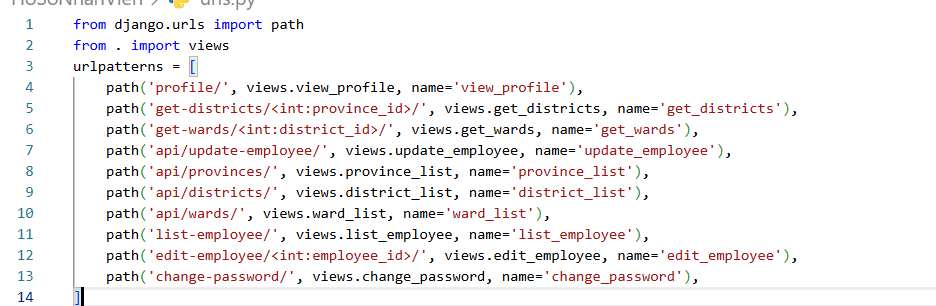 HoSoNhanVien > urls.py
1 from django.urls import path
2 from . import views
3 urlpatterns = [
4 path('profile/', views.view_profile, name='view_profile'),
5 path('get-districts/<int:province_id>/', views.get_districts, name='get_districts'),
6 path('get-wards/<int:district_id>/', views.get_wards, name='get_wards'),
7 path('api/update-employee/', views.update_employee, name='update_employee'),
8 path('api/provinces/', views.province_list, name='province_list'),
9 path('api/districts/', views.district_list, name='district_list'),
10 path('api/wards/', views.ward_list, name='ward_list'),
11 path('list-employee/', views.list_employee, name='list_employee'),
12 path('edit-employee/<int:employee_id>/', views.edit_employee, name='edit_employee'),
13 path('change-password/', views.change_password, name='change_password'),
14 ]